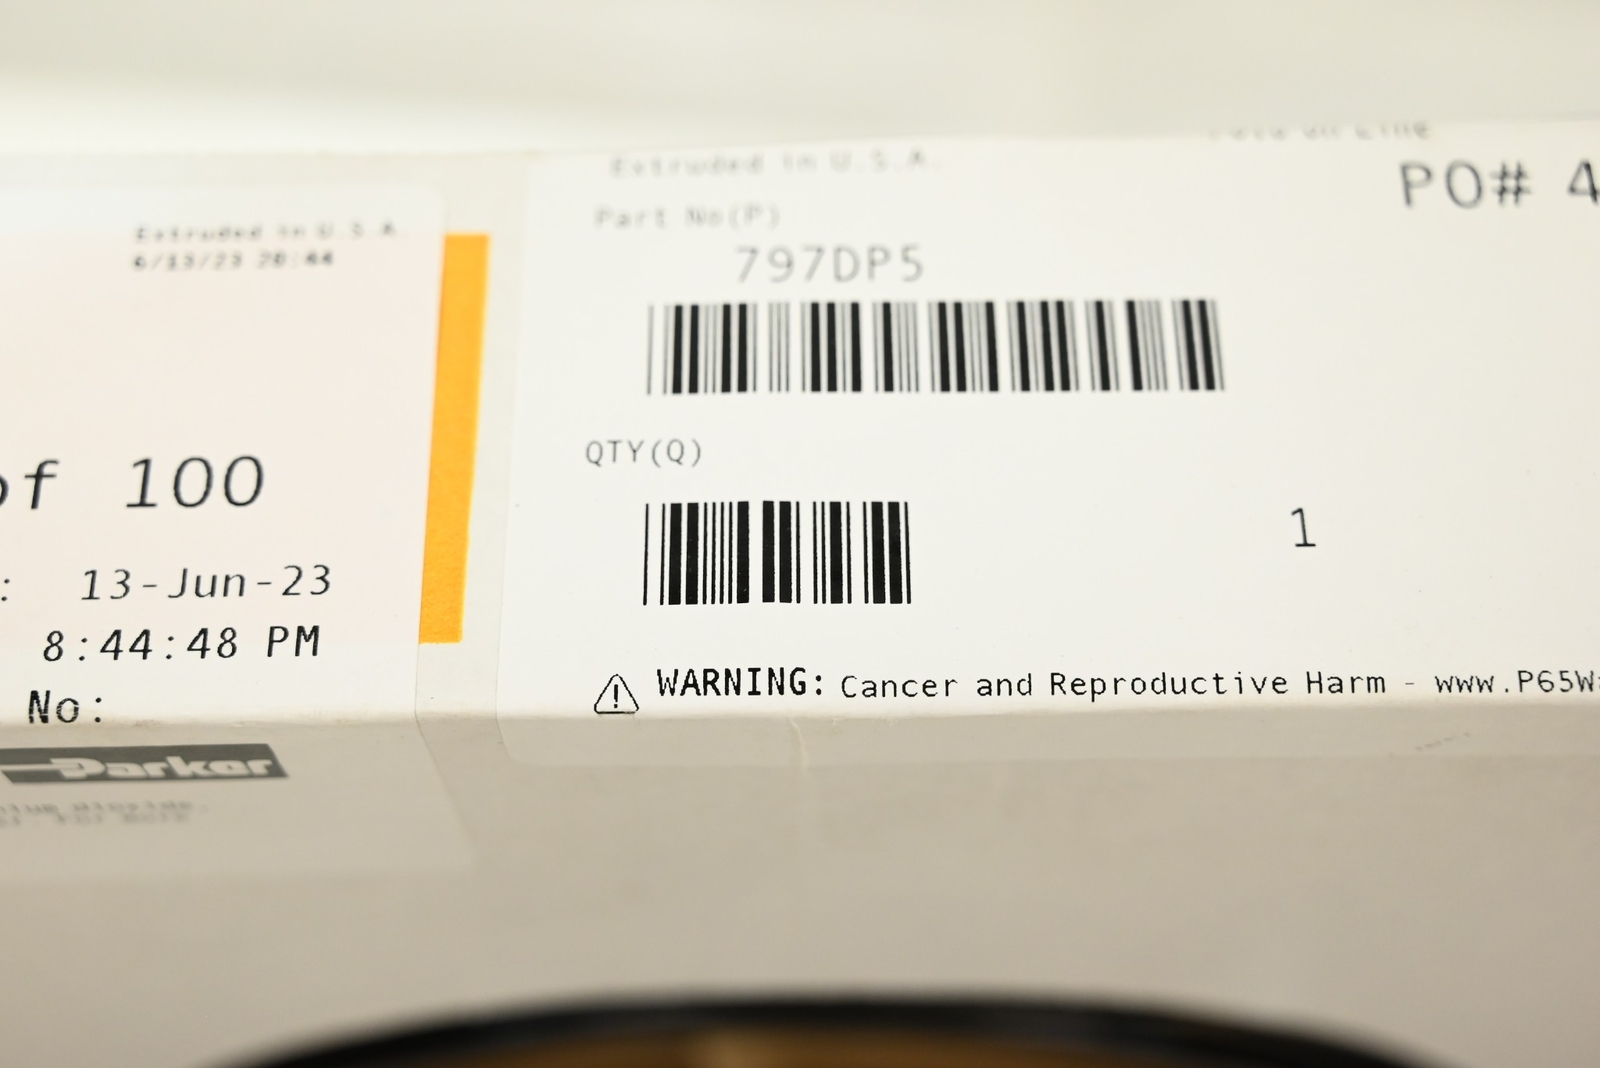 Extruded in U.S.A.
6/13/23 20:44
of 100
: 13-Jun-23
8:44:48 PM
No:
Parker
Extruded in U.S.A.
Part No(P)
797DP5
QTY(Q)
1
PO# 4
⚠ WARNING: Cancer and Reproductive Harm - www.P65Wa